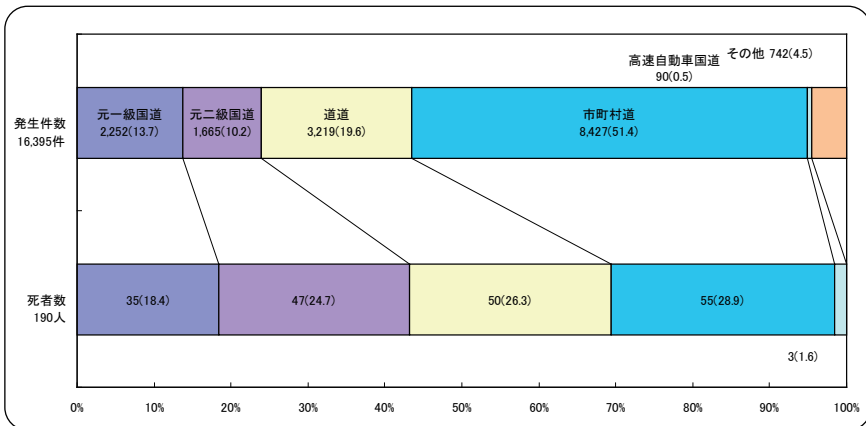 その他 742(4.5)
高速自動車国道
90(0.5)
発生件数
16,395件
元一級国道
2,252(13.7)
元二級国道
1,665(10.2)
道道
3,219(19.6)
市町村道
8,427(51.4)
死者数
190人
35(18.4)
47(24.7)
50(26.3)
55(28.9)
3(1.6)
0% 10% 20% 30% 40% 50% 60% 70% 80% 90% 100%